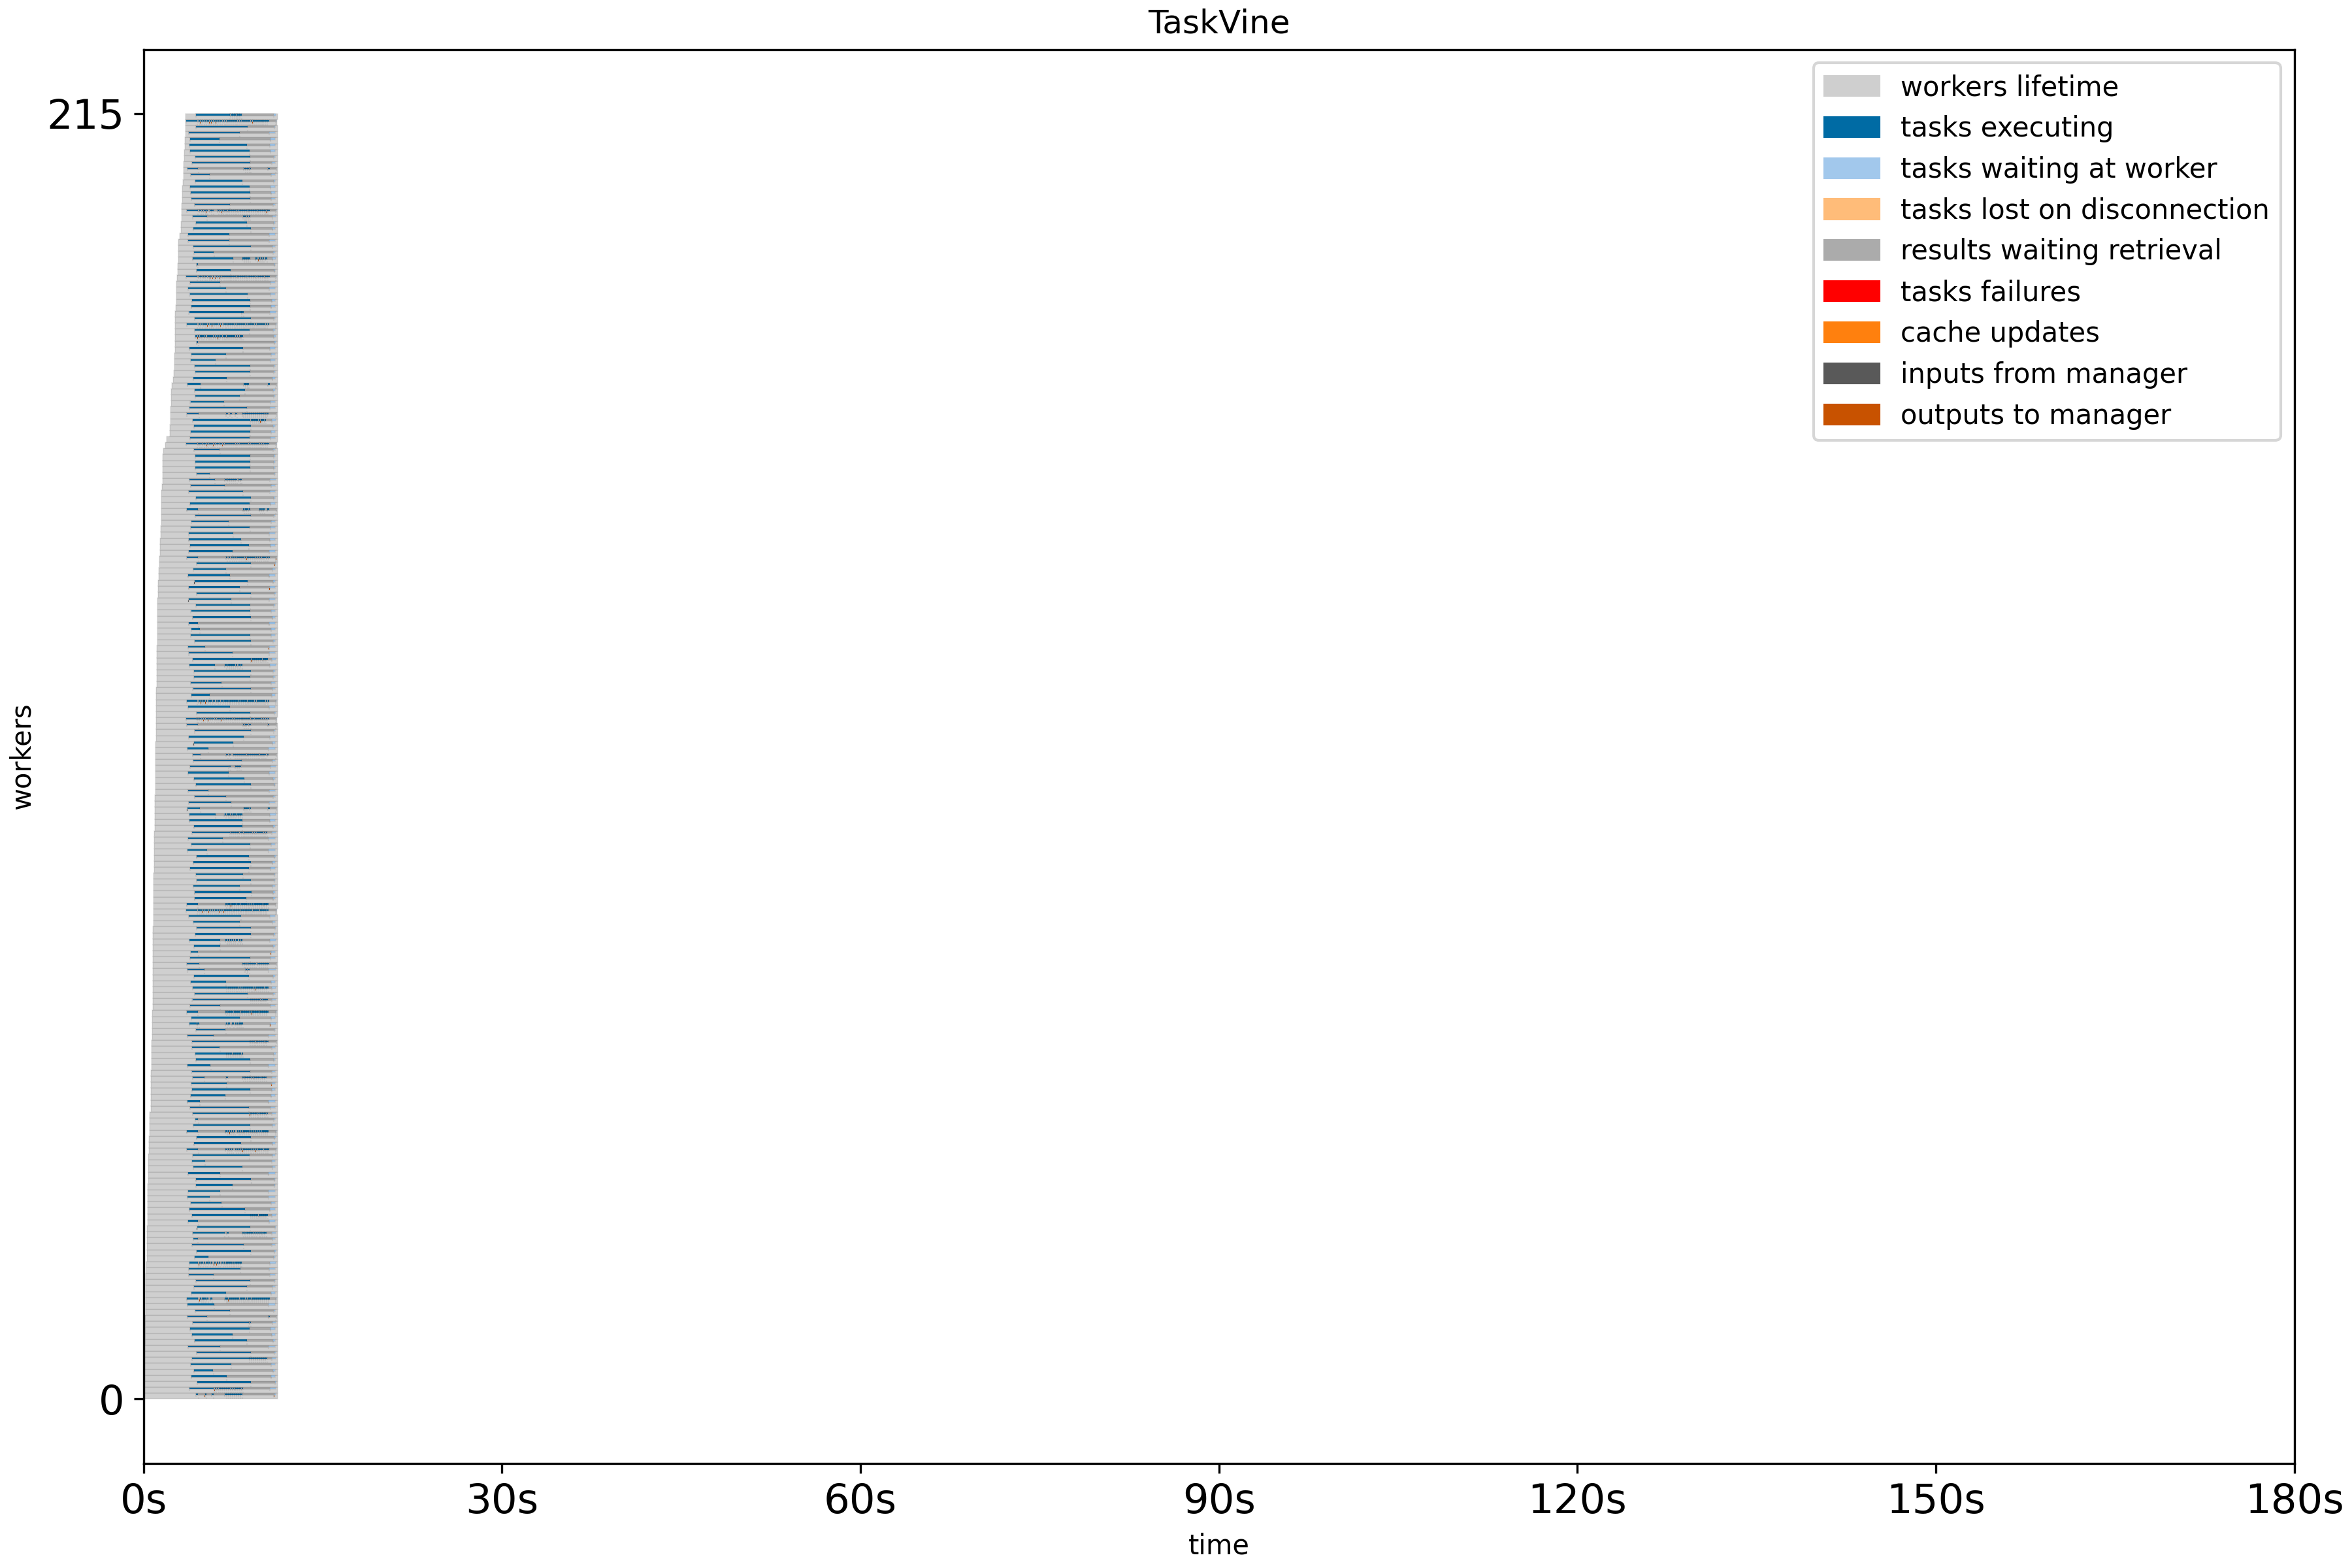 TaskVine
215
0
workers
workers lifetime
tasks executing
tasks waiting at worker
tasks lost on disconnection
results waiting retrieval
tasks failures
cache updates
inputs from manager
outputs to manager
0s 30s 60s 90s 120s 150s 180s
time